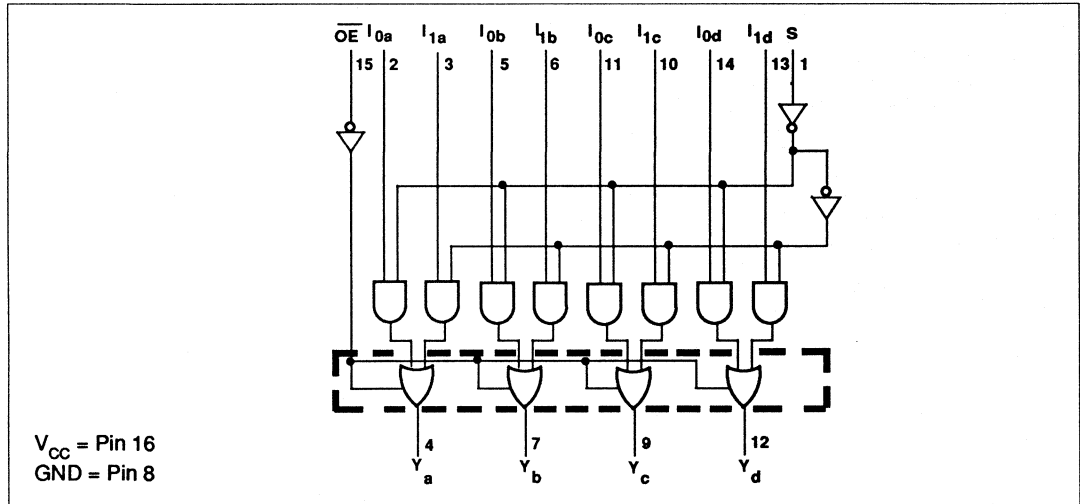 OE I0a I1a I0b I1b I0c I1c I0d I1d S
15 2 3 5 6 11 10 14 13 1
4 7 9 12
Ya Yb Yc Yd
VCC = Pin 16
GND = Pin 8